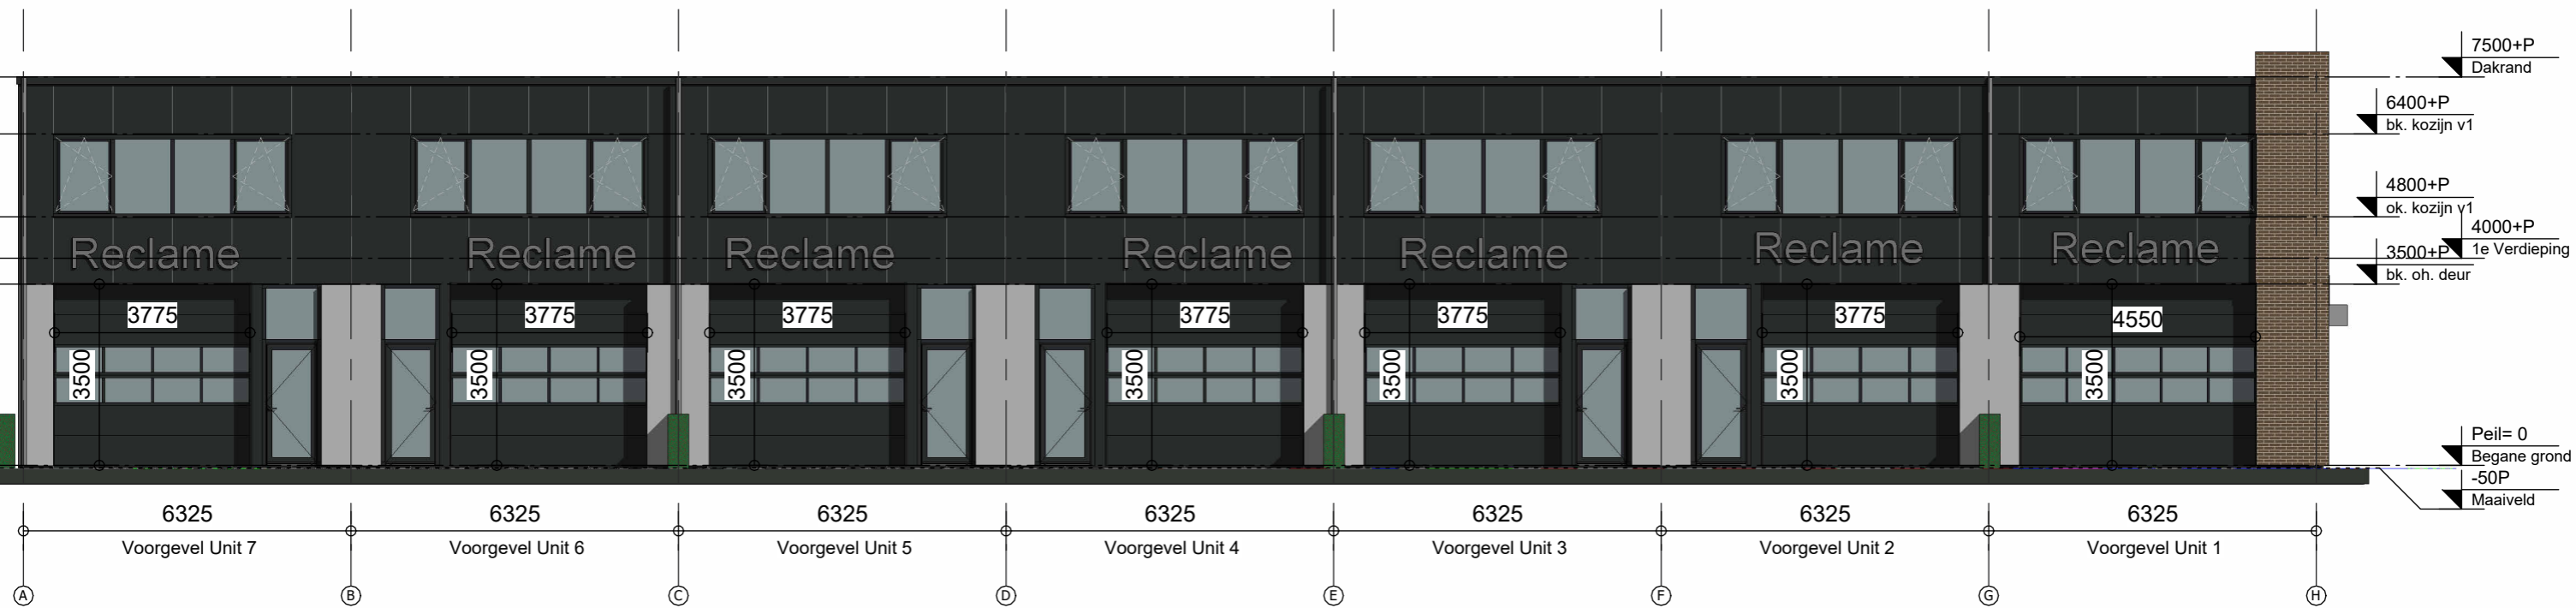 7500+P
Dakrand
6400+P
bk. kozijn v1
4800+P
ok. kozijn v1
4000+P
1e Verdieping
3500+P
bk. oh. deur
Reclame Reclame Reclame Reclame Reclame Reclame Reclame
3775 3775 3775 3775 3775 3775 4550
3500 3500 3500 3500 3500 3500 3500
Peil= 0
Begane grond
-50P
Maaiveld
6325 6325 6325 6325 6325 6325 6325
Voorgevel Unit 7 Voorgevel Unit 6 Voorgevel Unit 5 Voorgevel Unit 4 Voorgevel Unit 3 Voorgevel Unit 2 Voorgevel Unit 1
A B C D E F G H